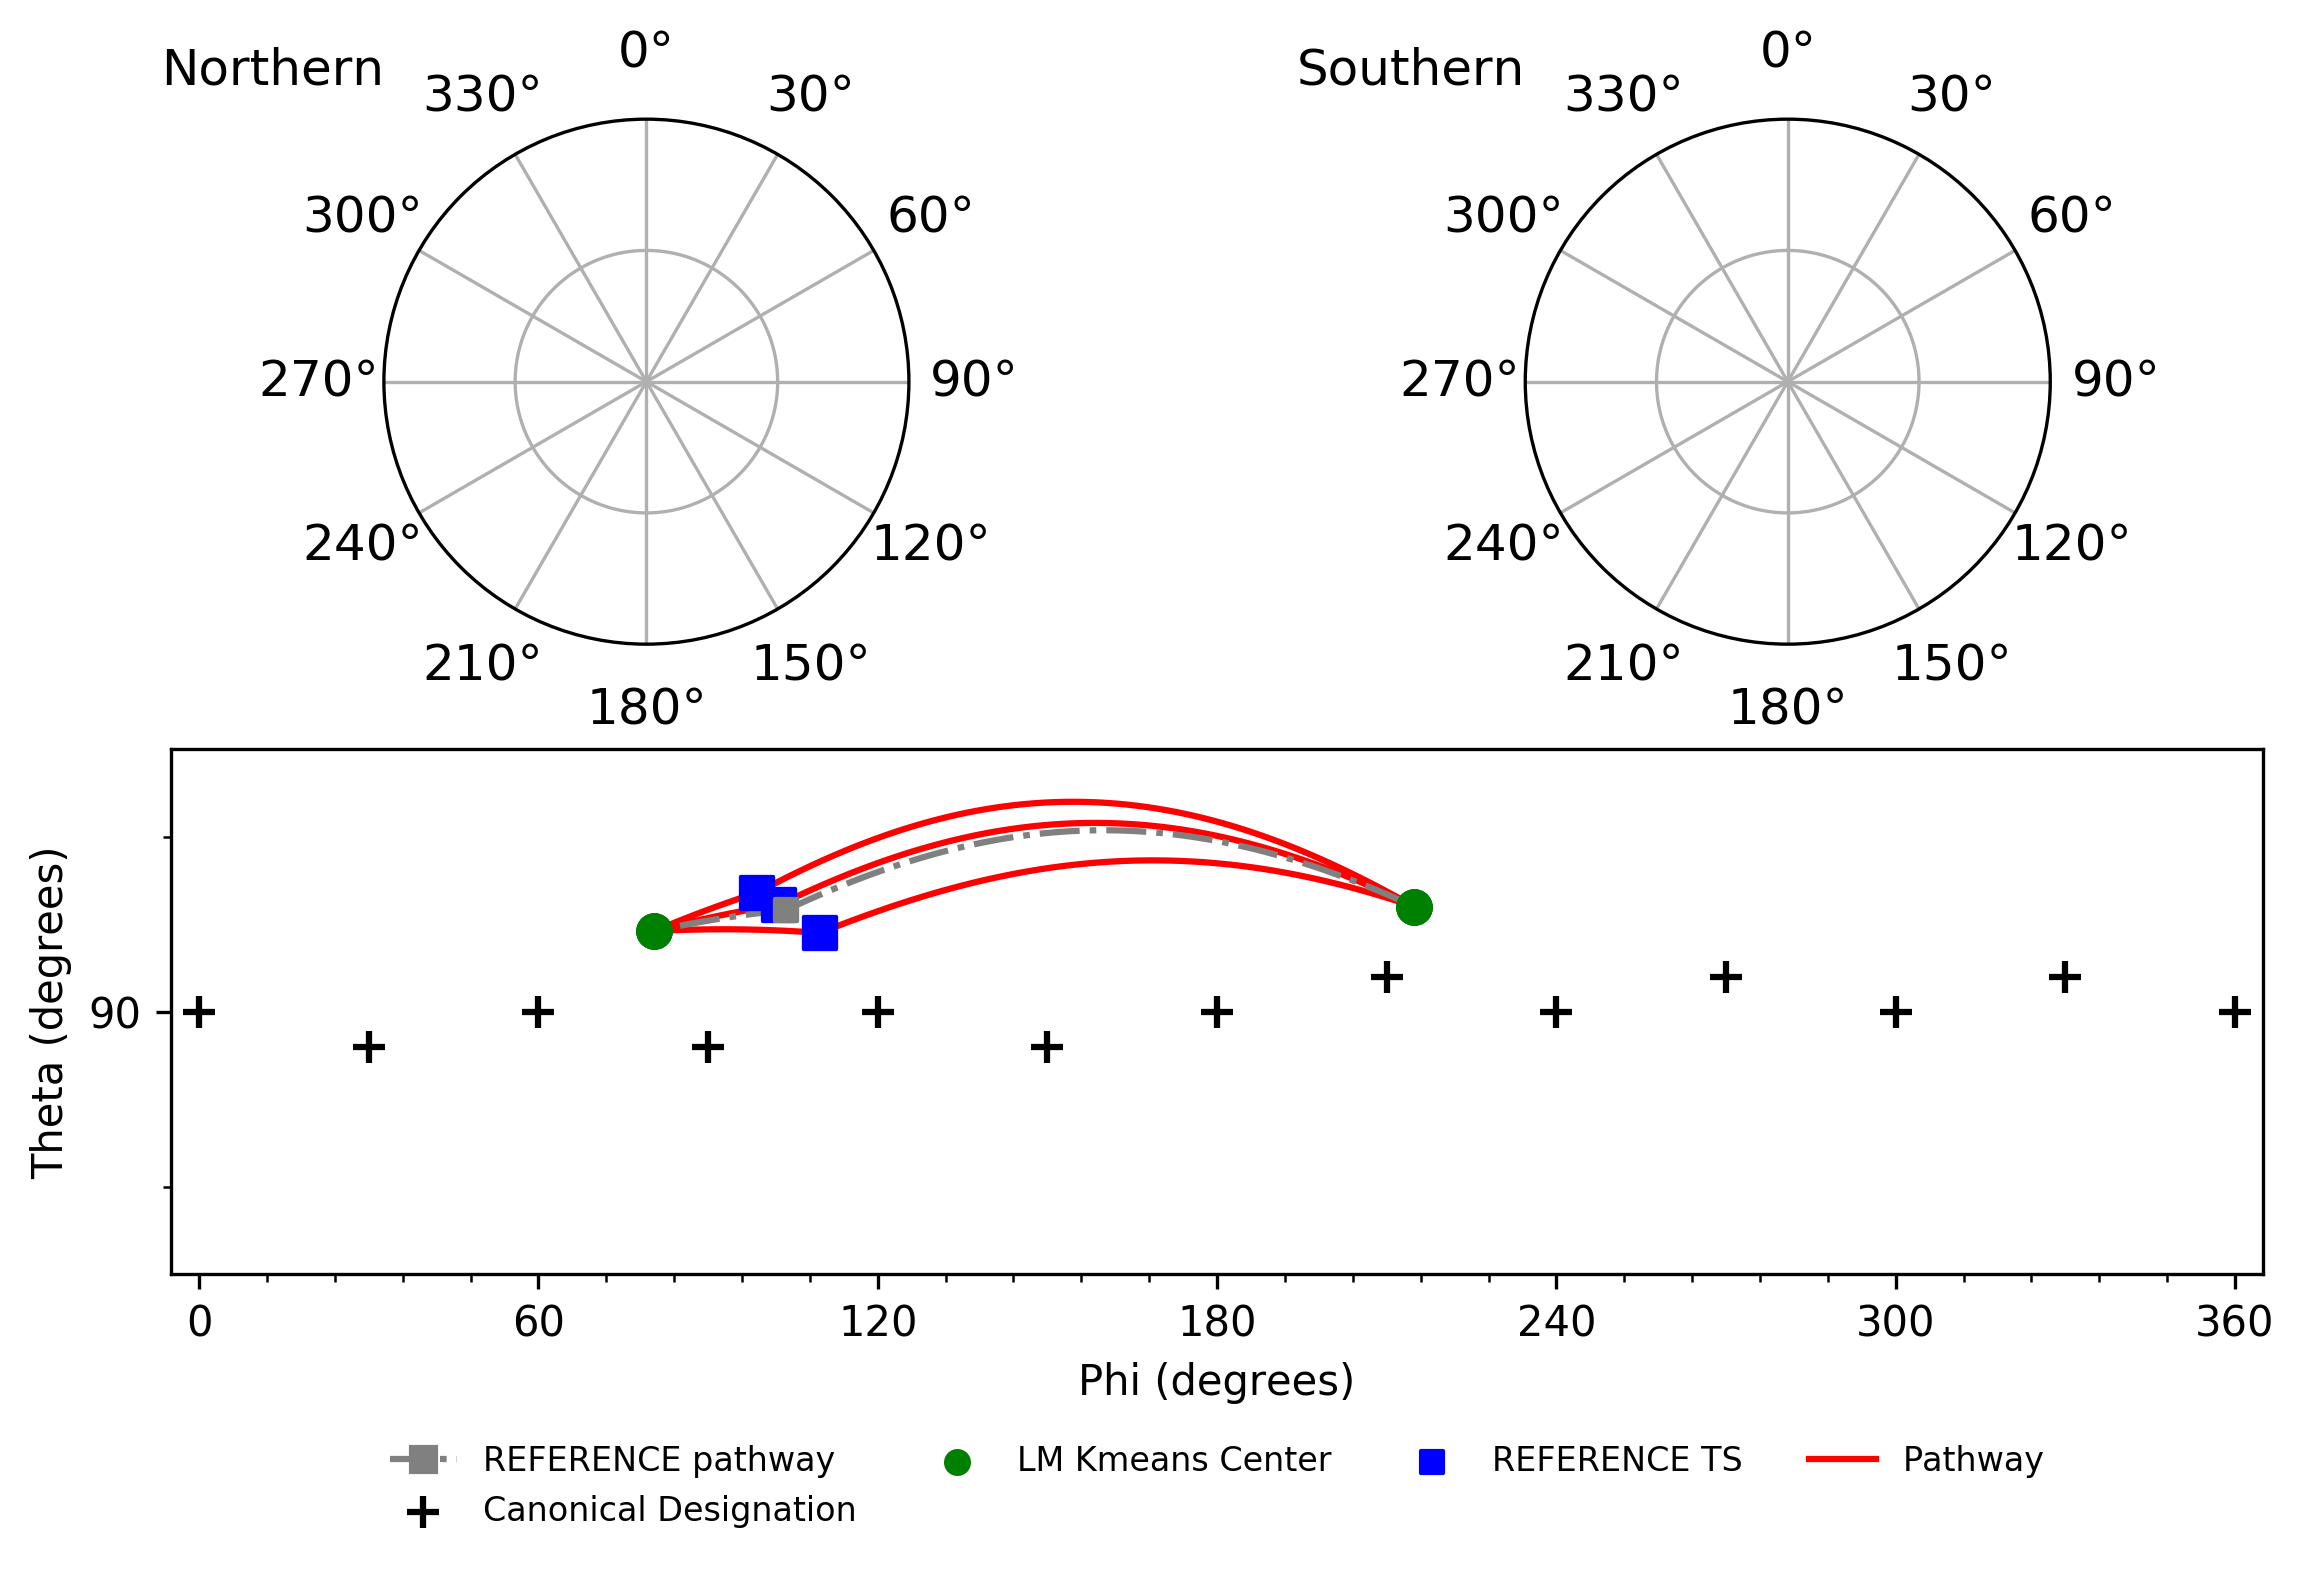 Northern
0°
30°
60°
90°
120°
150°
180°
210°
240°
270°
300°
330°
Southern
0°
30°
60°
90°
120°
150°
180°
210°
240°
270°
300°
330°
Theta (degrees)
90
0 60 120 180 240 300 360
Phi (degrees)
REFERENCE pathway
Canonical Designation
LM Kmeans Center
REFERENCE TS
Pathway